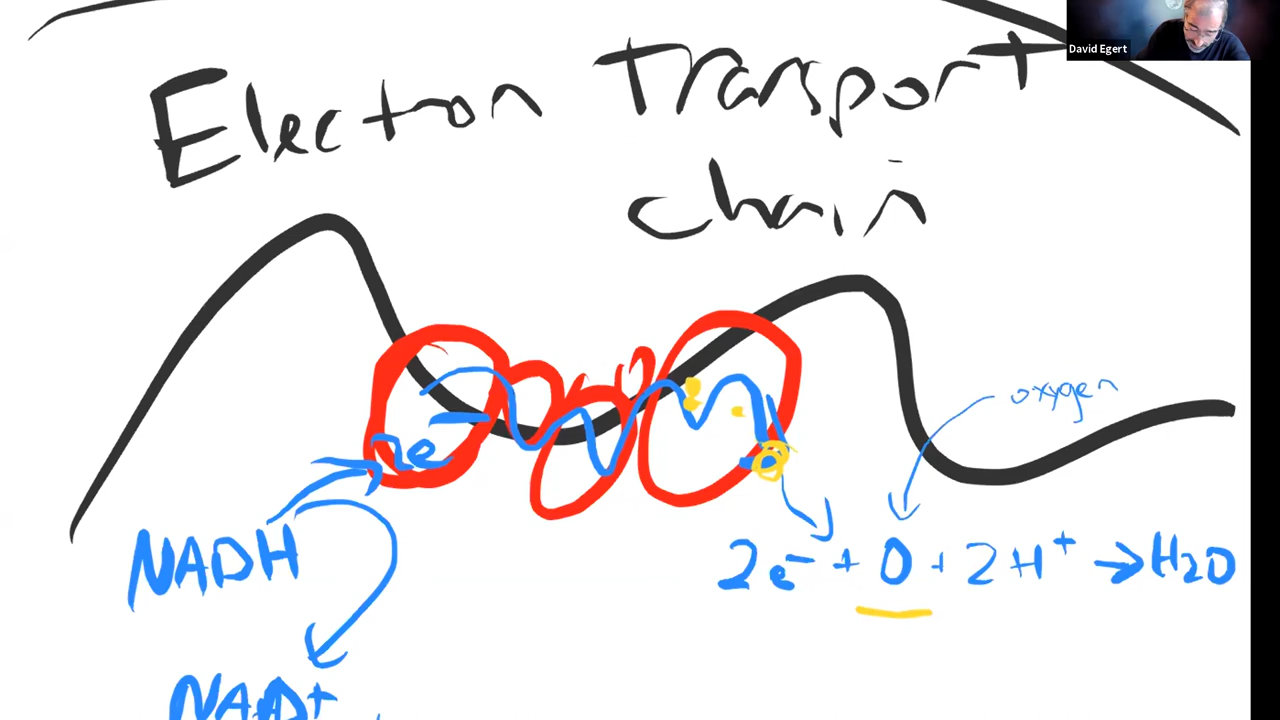 David Egert
Electron Transport
chain
oxygen
2e
NADH
2e- + O + 2H+ → H2O
NAD+